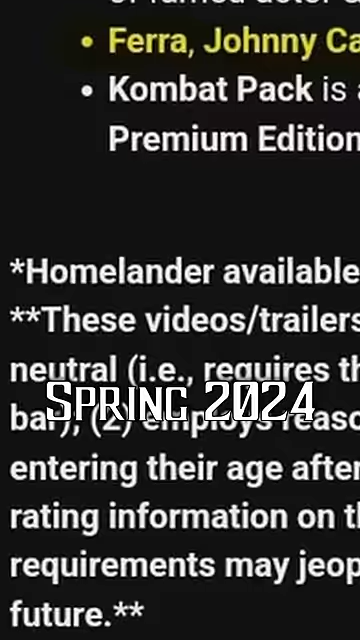 • Ferra, Johnny Ca
• Kombat Pack is
Premium Edition
*Homelander available
**These videos/trailers
neutral (i.e., requires th
SPRING 2024
bar), (2) employs reaso
entering their age after
rating information on t
requirements may jeop
future.**